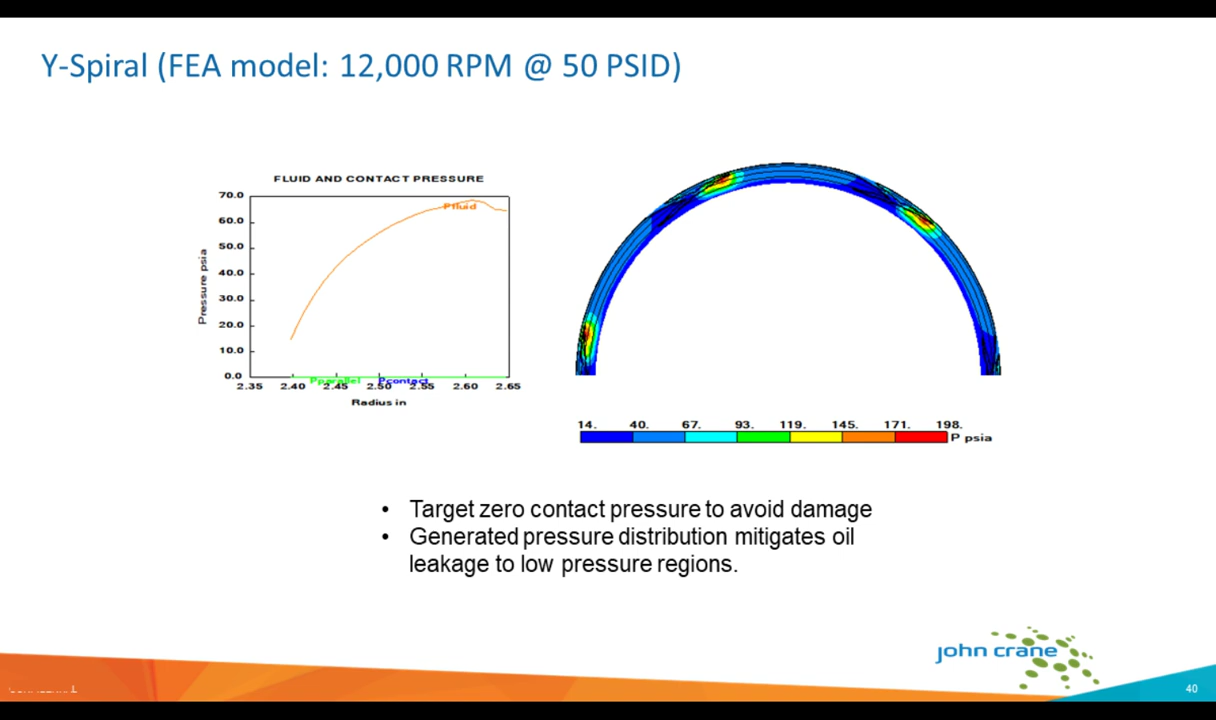 Y-Spiral (FEA model: 12,000 RPM @ 50 PSID)
FLUID AND CONTACT PRESSURE
70.0
60.0
50.0
40.0
30.0
20.0
10.0
0.0
Pressure psia
Pfluid
Pparallel
Pcontact
2.35 2.40 2.45 2.50 2.55 2.60 2.65
Radius in
14. 40. 67. 93. 119. 145. 171. 198.
P psia
• Target zero contact pressure to avoid damage
• Generated pressure distribution mitigates oil
leakage to low pressure regions.
john crane
40